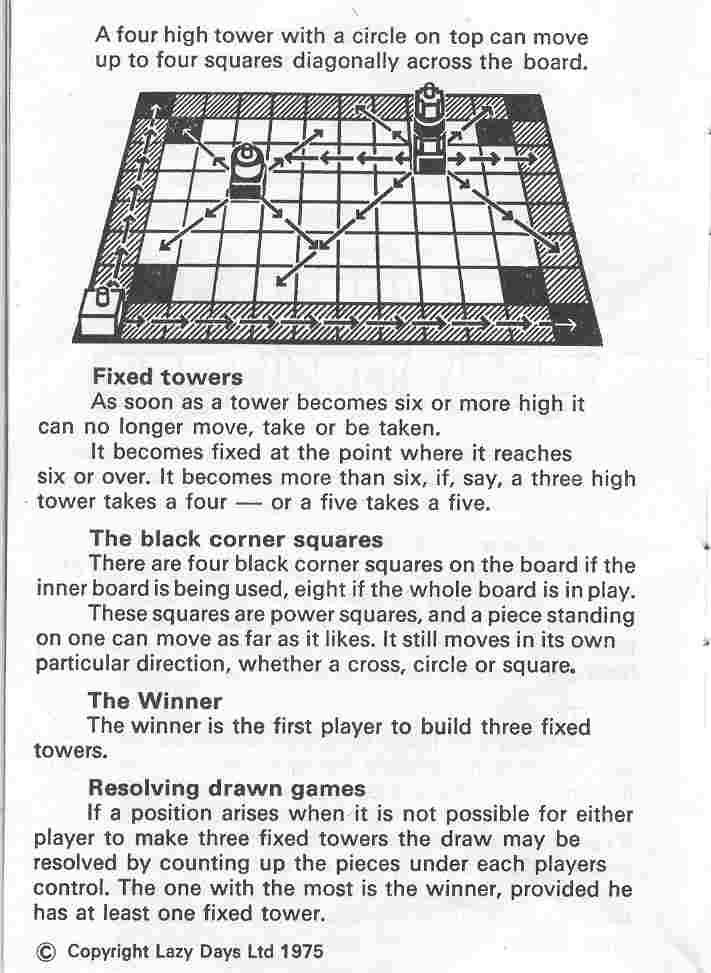 A four high tower with a circle on top can move
up to four squares diagonally across the board.
Fixed towers
As soon as a tower becomes six or more high it
can no longer move, take or be taken.
It becomes fixed at the point where it reaches
six or over. It becomes more than six, if, say, a three high
tower takes a four — or a five takes a five.
The black corner squares
There are four black corner squares on the board if the
inner board is being used, eight if the whole board is in play.
These squares are power squares, and a piece standing
on one can move as far as it likes. It still moves in its own
particular direction, whether a cross, circle or square.
The Winner
The winner is the first player to build three fixed
towers.
Resolving drawn games
If a position arises when it is not possible for either
player to make three fixed towers the draw may be
resolved by counting up the pieces under each players
control. The one with the most is the winner, provided he
has at least one fixed tower.
© Copyright Lazy Days Ltd 1975